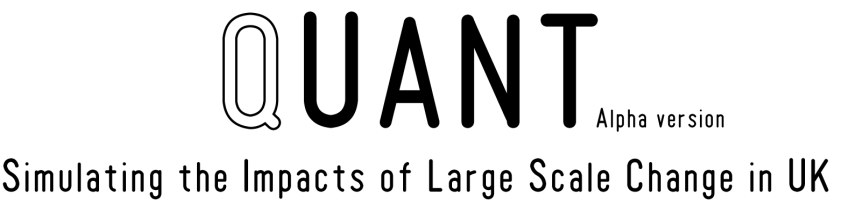 QUANT Alpha version
Simulating the Impacts of Large Scale Change in UK